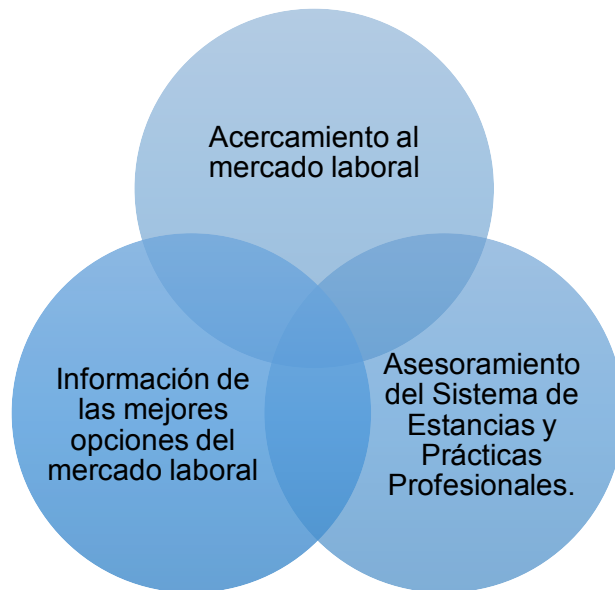 Acercamiento al
mercado laboral
Información de
las mejores
opciones del
mercado laboral
Asesoramiento
del Sistema de
Estancias y
Prácticas
Profesionales.